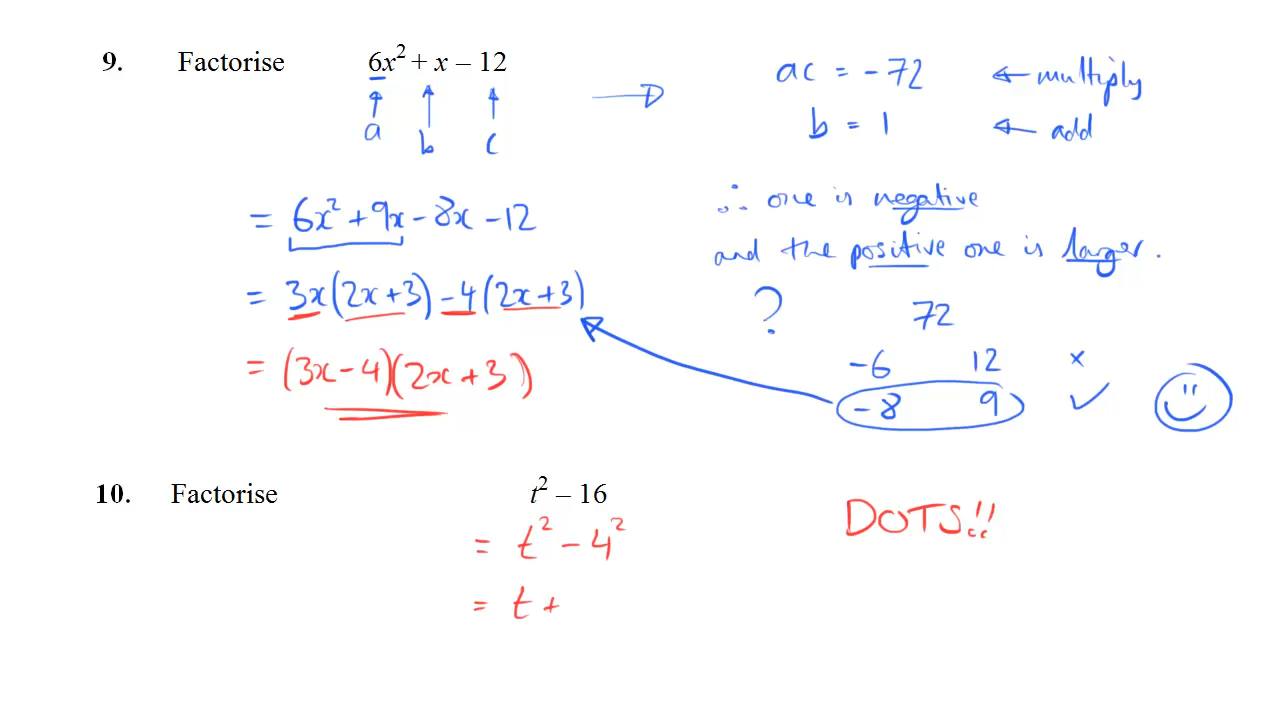 9. Factorise 6x² + x – 12
a b c
ac = -72 ← multiply
b = 1 ← add
= 6x² + 9x - 8x - 12
∴ one is negative
and the positive one is larger.
= 3x(2x+3) -4(2x+3)
? 72
= (3x-4)(2x+3)
-6 12 ×
-8 9 ✓
10. Factorise t² – 16
DOTS!!
= t² - 4²
= t +